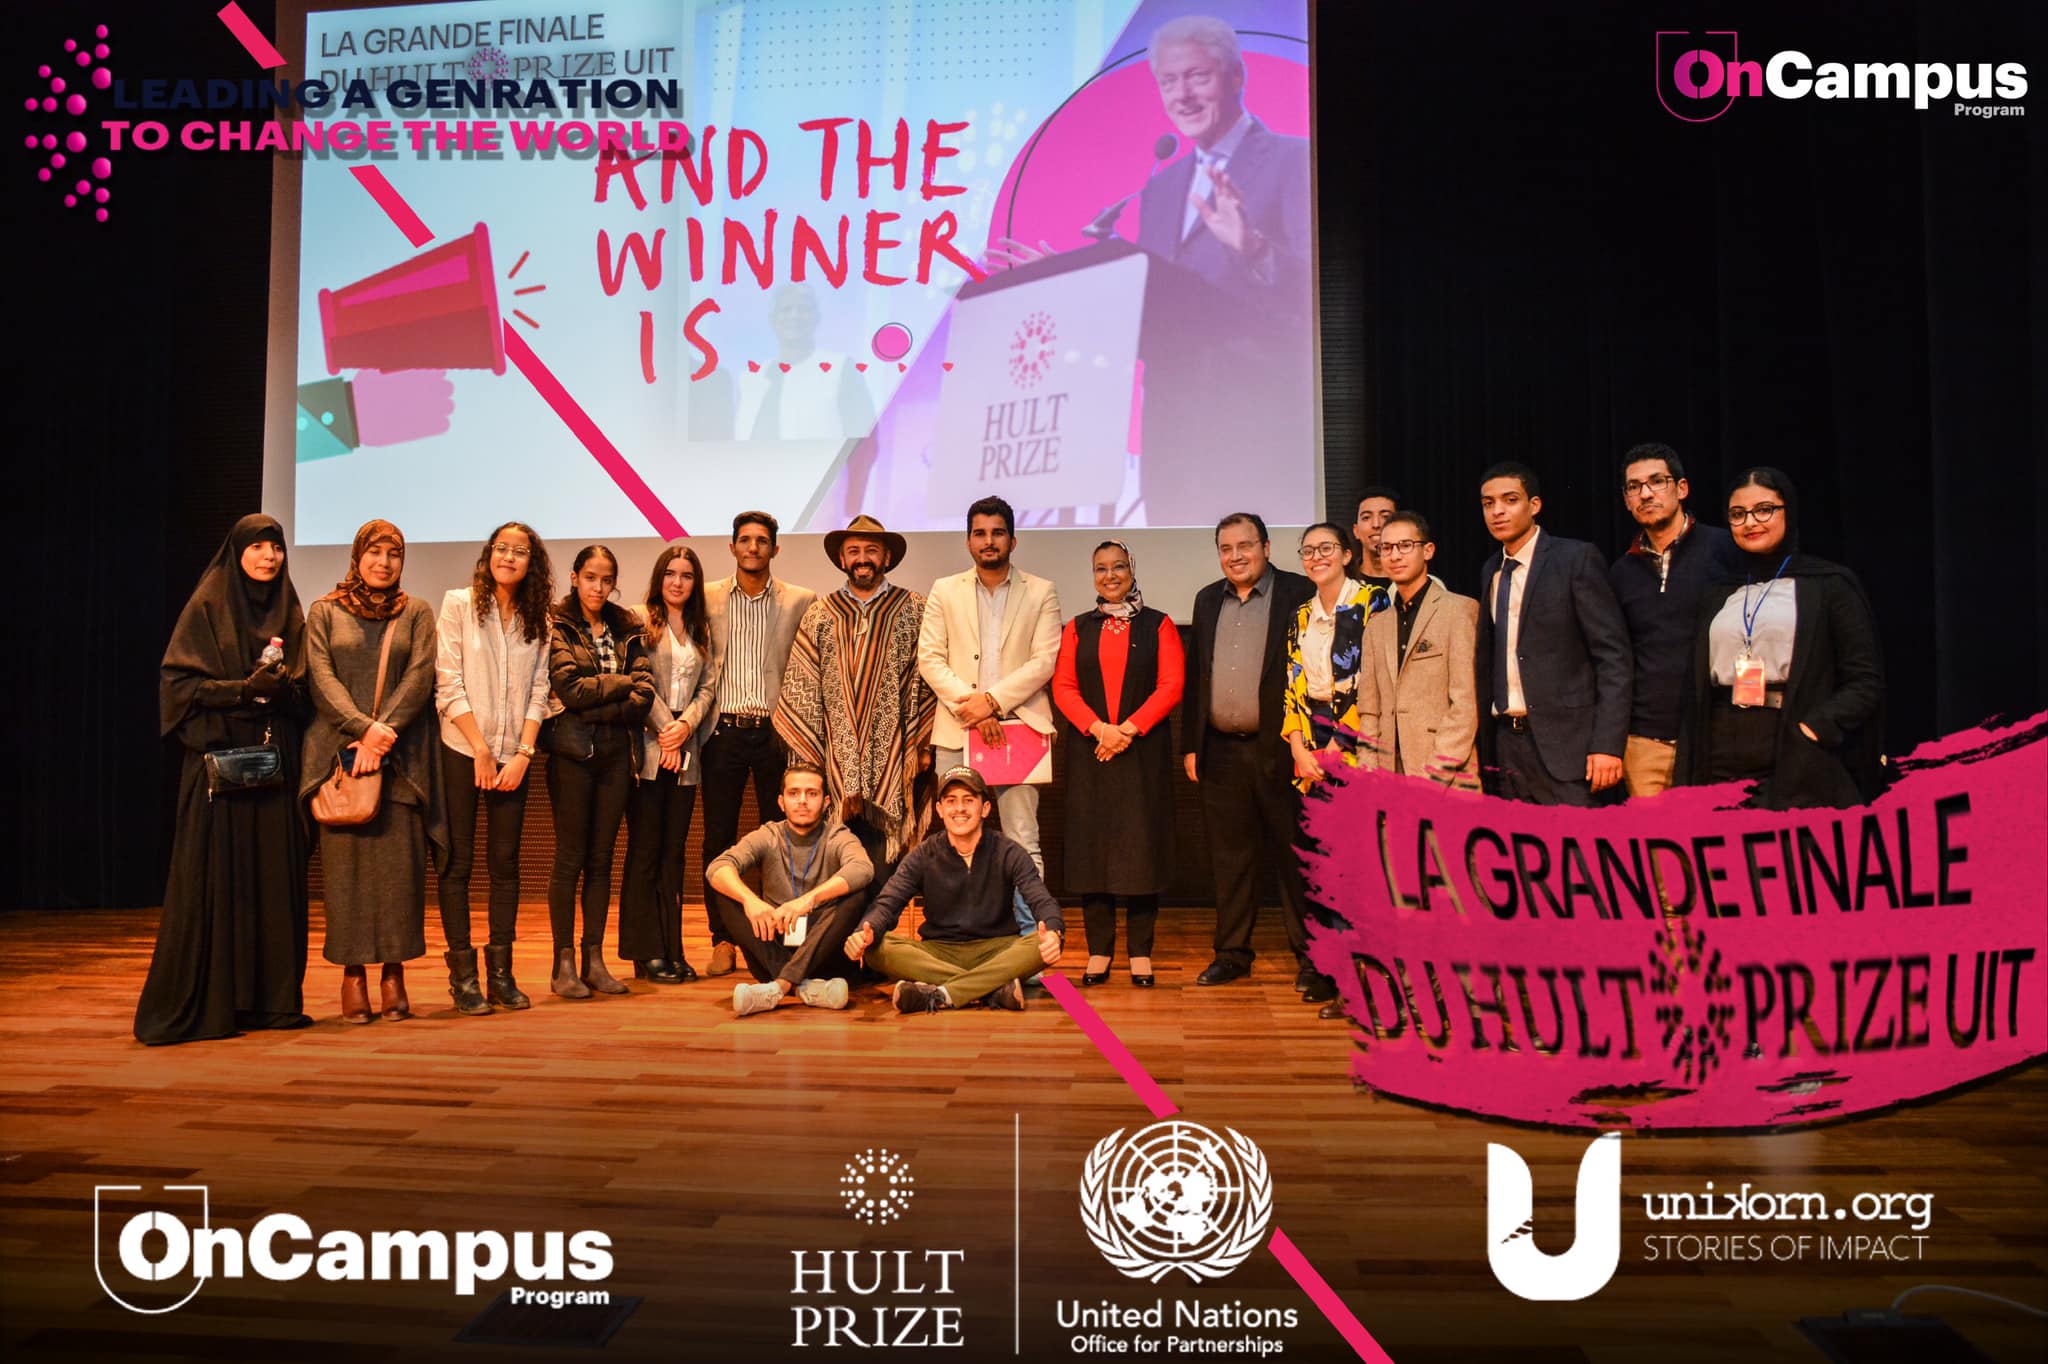 LA GRANDE FINALE
DU HULT PRIZE UIT
LEADING A GENRATION
TO CHANGE THE WORLD
OnCampus
Program
AND THE
WINNER
IS......
HULT
PRIZE
LA GRANDE FINALE
DU HULT PRIZE UIT
OnCampus
Program
HULT
PRIZE
United Nations
Office for Partnerships
unikorn.org
STORIES OF IMPACT